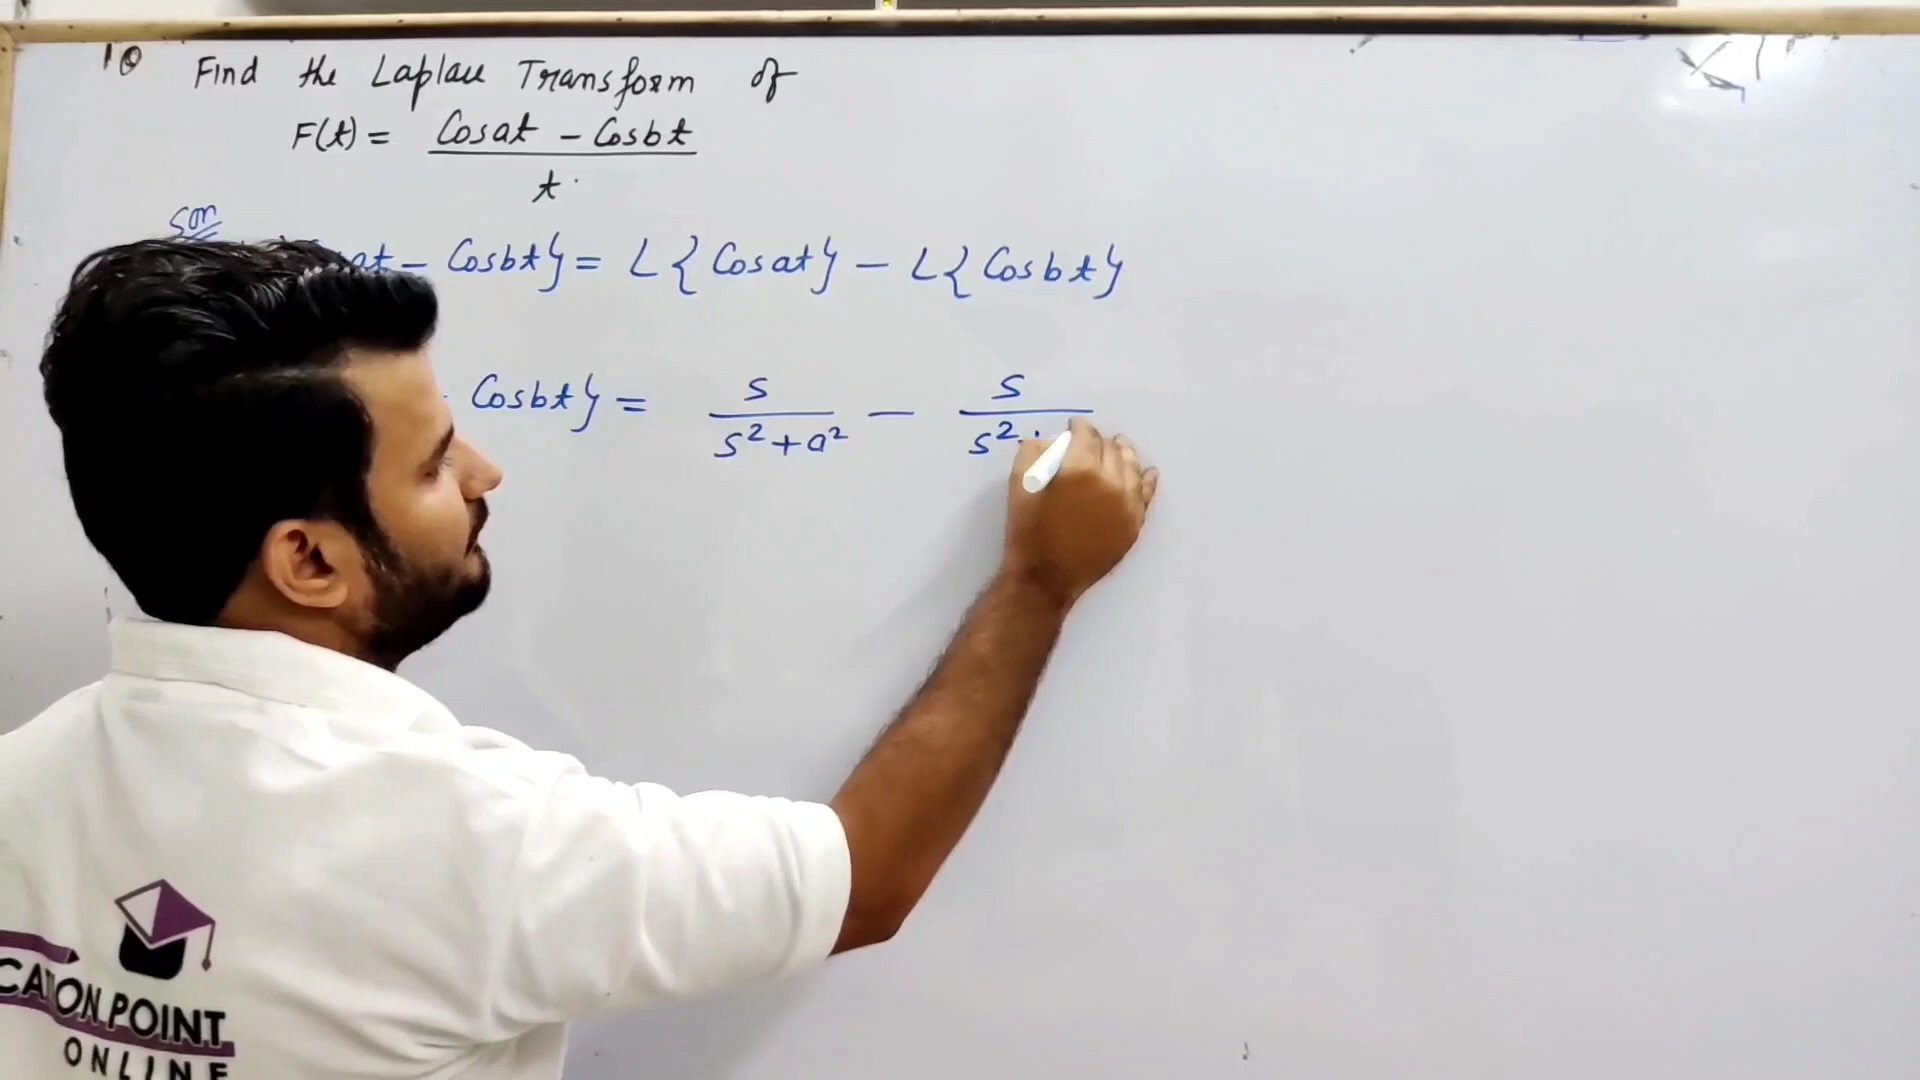 1Q Find the Laplace Transform of
F(t) = Cosat - Cosbt
t
Son
at - Cosbt} = L{Cosat} - L{Cosbt}
Cosbt} = s/s²+a² - s/s²
CATION POINT
ONLINE